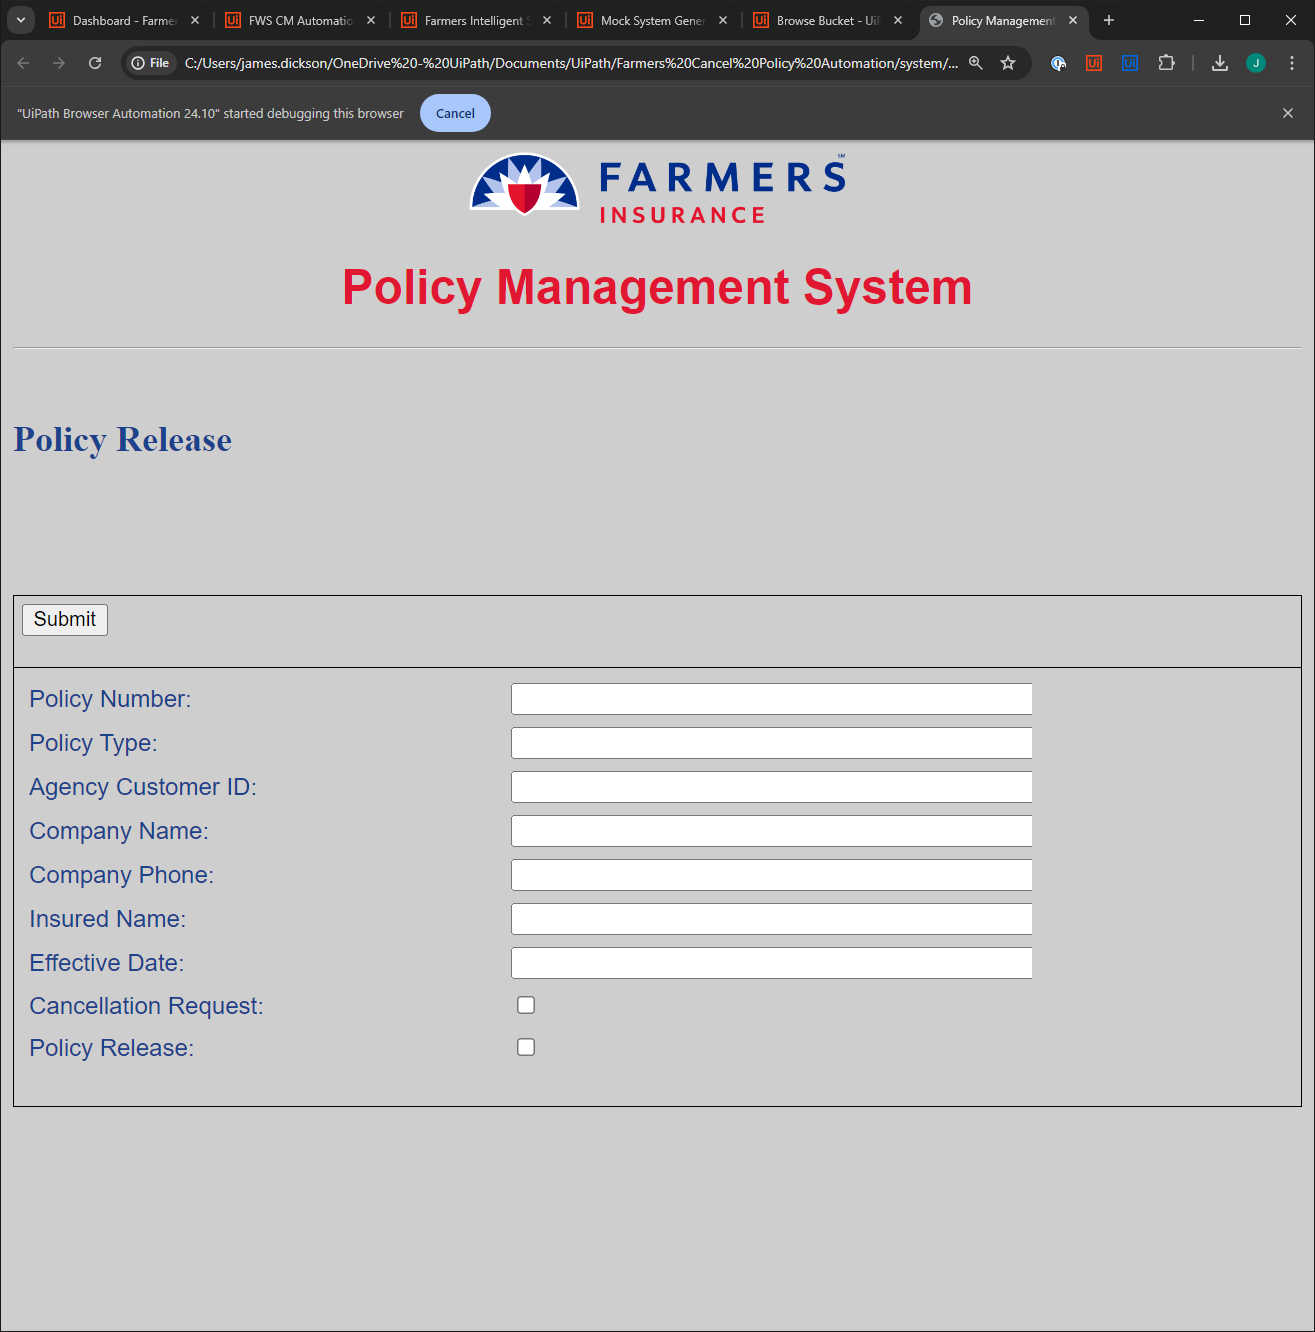 Dashboard - Farmer
FWS CM Automatio
Farmers Intelligent S
Mock System Gener
Browse Bucket - UiP
Policy Management
File
C:/Users/james.dickson/OneDrive%20-%20UiPath/Documents/UiPath/Farmers%20Cancel%20Policy%20Automation/system/...
J
"UiPath Browser Automation 24.10" started debugging this browser
Cancel
FARMERS SM
INSURANCE
Policy Management System
Policy Release
Submit
Policy Number:
Policy Type:
Agency Customer ID:
Company Name:
Company Phone:
Insured Name:
Effective Date:
Cancellation Request:
Policy Release: